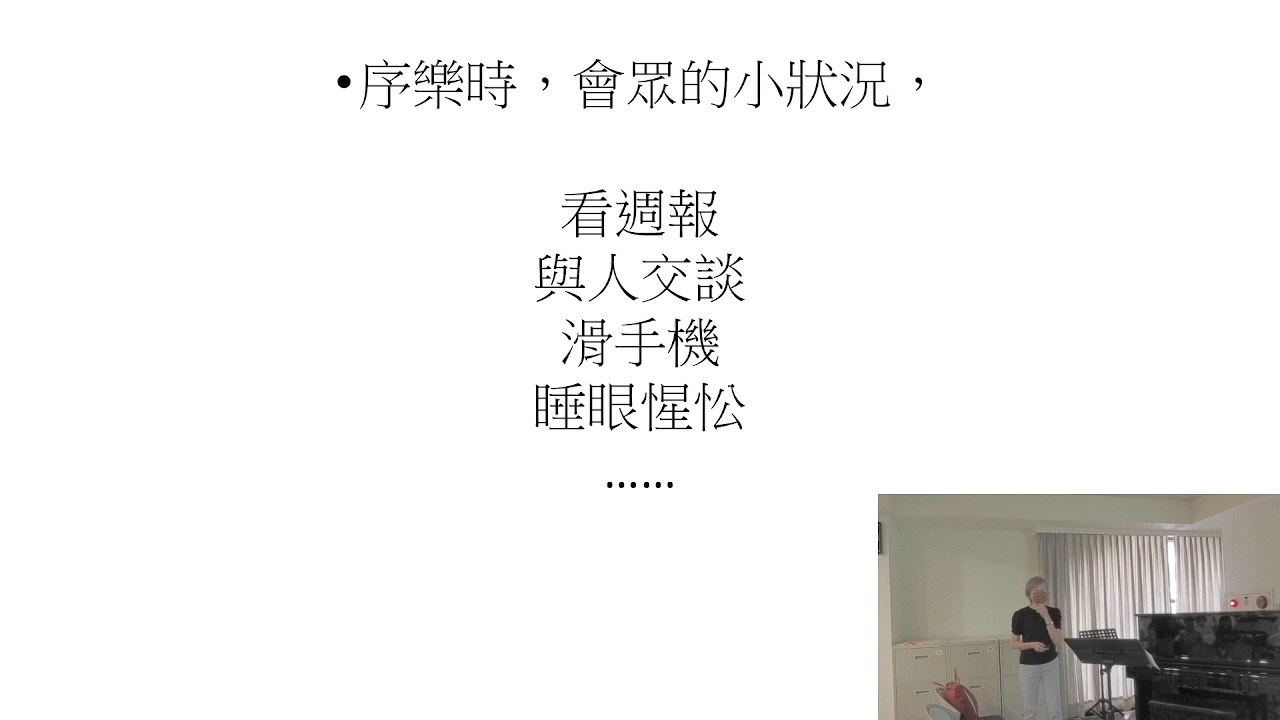 •序樂時，會眾的小狀況，
看週報
與人交談
滑手機
睡眼惺忪
……